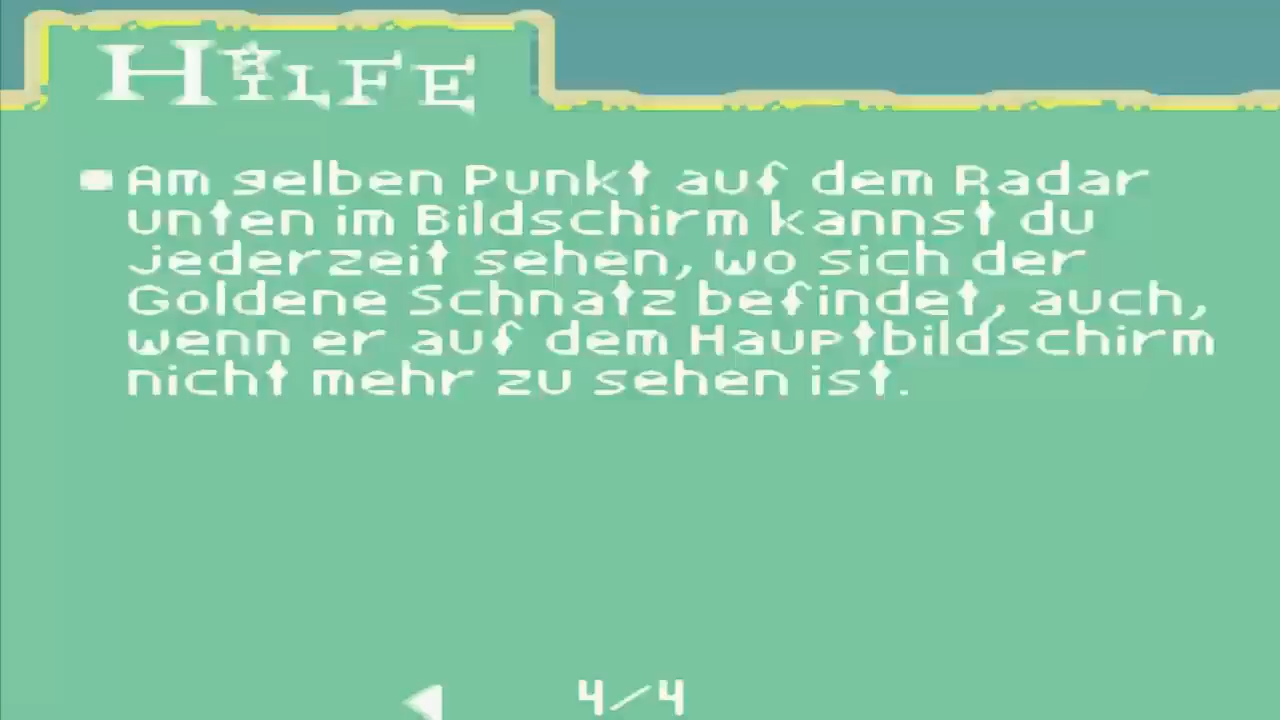 HILFE
Am gelben Punkt auf dem Radar
unten im Bildschirm kannst du
jederzeit sehen, wo sich der
Goldene Schnatz befindet, auch,
wenn er auf dem Hauptbildschirm
nicht mehr zu sehen ist.
4/4